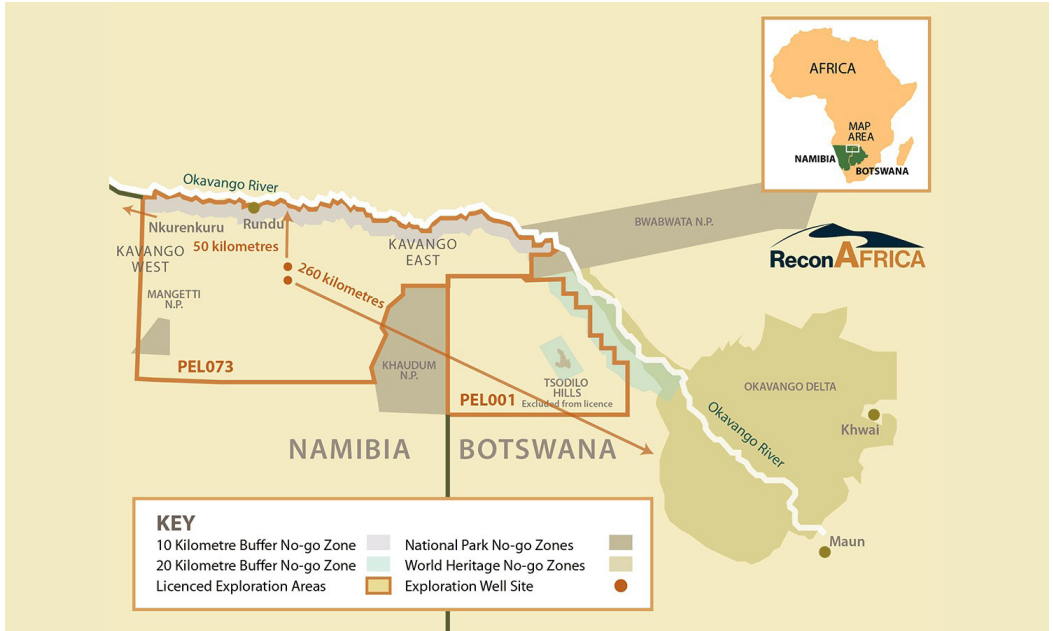 AFRICA
MAP
AREA
NAMIBIA
BOTSWANA
Okavango River
BWABWATA N.P.
ReconAFRICA
Nkurenkuru
Rundu
50 kilometres
KAVANGO
WEST
KAVANGO
EAST
260 kilometres
MANGETTI
N.P.
PEL073
KHAUDUM
N.P.
TSODILO
HILLS
Excluded from licence
PEL001
OKAVANGO DELTA
Okavango River
Khwai
NAMIBIA
BOTSWANA
Maun
KEY
10 Kilometre Buffer No-go Zone
National Park No-go Zones
20 Kilometre Buffer No-go Zone
World Heritage No-go Zones
Licenced Exploration Areas
Exploration Well Site